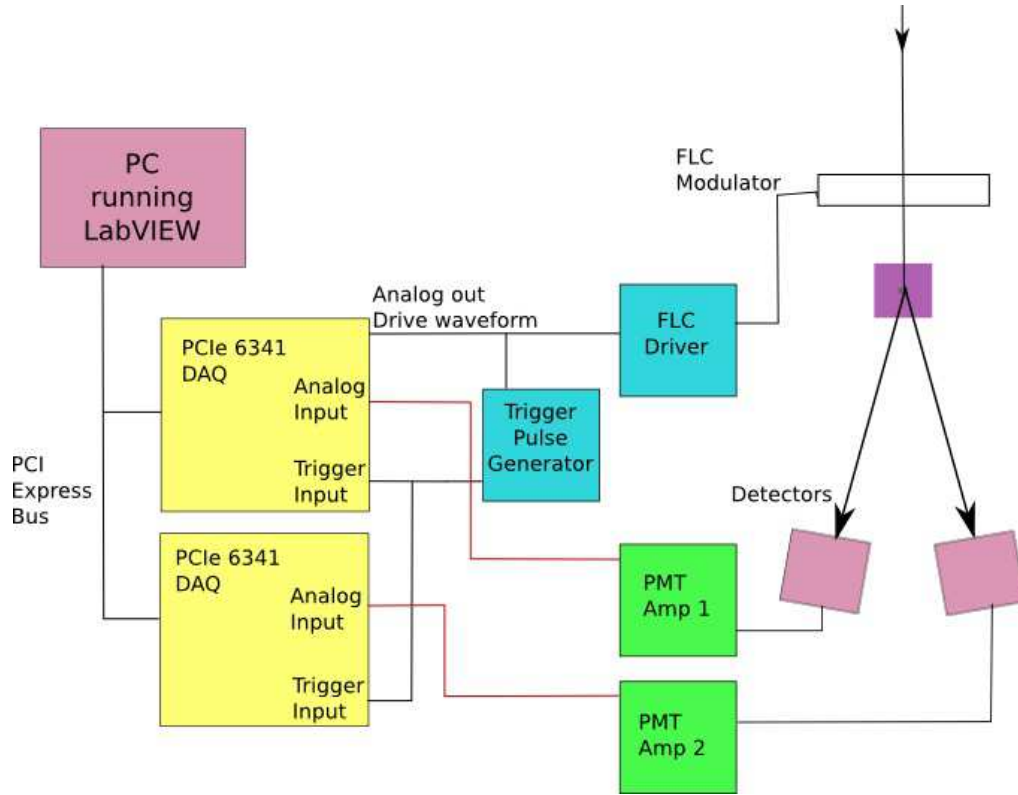 PC
running
LabVIEW
FLC
Modulator
Analog out
Drive waveform
FLC
Driver
PCIe 6341
DAQ
Analog
Input
Trigger
Input
Trigger
Pulse
Generator
PCI
Express
Bus
Detectors
PCIe 6341
DAQ
Analog
Input
Trigger
Input
PMT
Amp 1
PMT
Amp 2